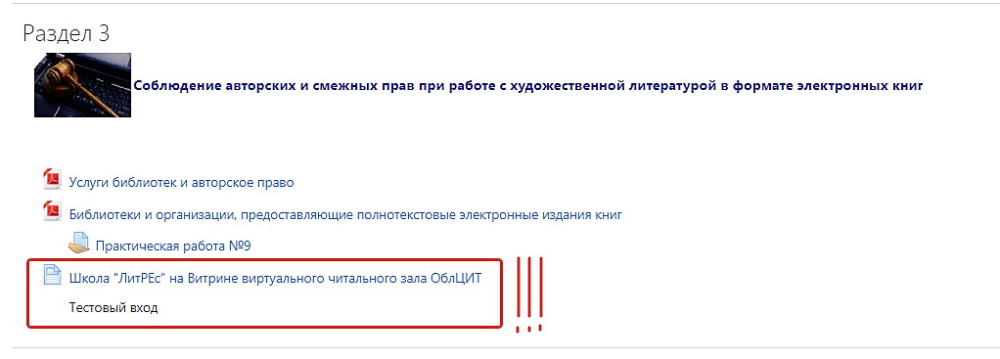 Раздел 3
Соблюдение авторских и смежных прав при работе с художественной литературой в формате электронных книг
Услуги библиотек и авторское право
Библиотеки и организации, предоставляющие полнотекстовые электронные издания книг
Практическая работа №9
Школа "ЛитРЕс" на Витрине виртуального читального зала ОблЦИТ
Тестовый вход
!!!